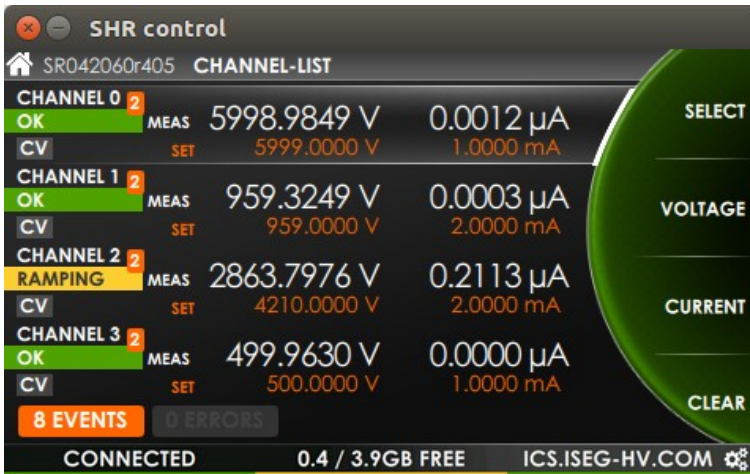 SHR control
SR042060r405 CHANNEL-LIST
CHANNEL 0 2
OK MEAS 5998.9849 V 0.0012 µA
CV SET 5999.0000 V 1.0000 mA
CHANNEL 1 2
OK MEAS 959.3249 V 0.0003 µA
CV SET 959.0000 V 2.0000 mA
CHANNEL 2 2
RAMPING MEAS 2863.7976 V 0.2113 µA
CV SET 4210.0000 V 2.0000 mA
CHANNEL 3 2
OK MEAS 499.9630 V 0.0000 µA
CV SET 500.0000 V 1.0000 mA
8 EVENTS 0 ERRORS
SELECT
VOLTAGE
CURRENT
CLEAR
CONNECTED 0.4 / 3.9GB FREE ICS.ISEG-HV.COM